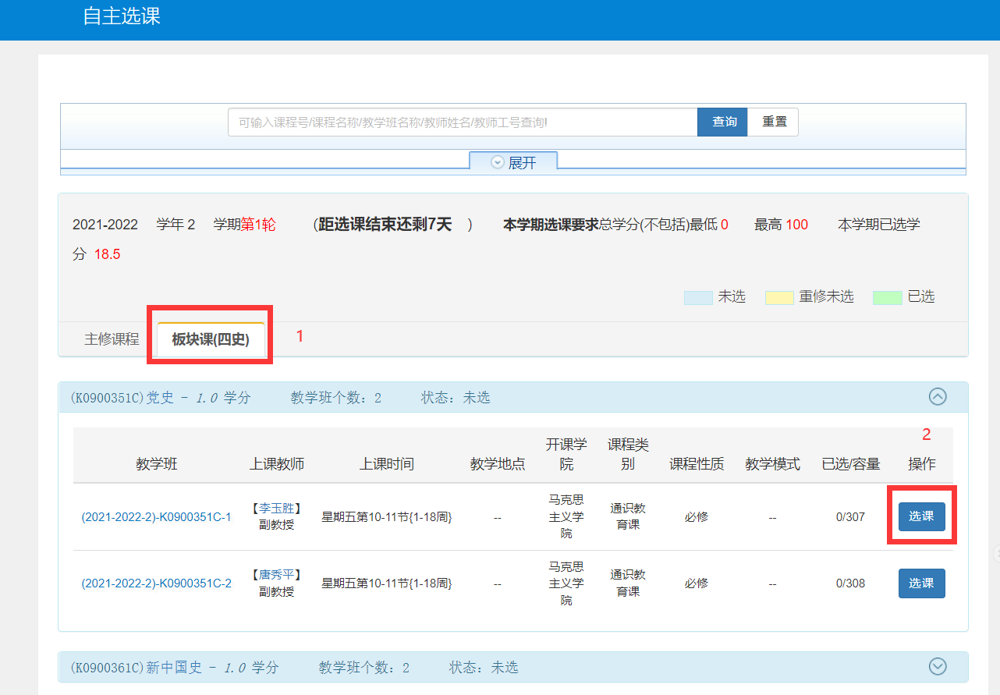 自主选课
可输入课程号/课程名称/教学班名称/教师姓名/教师工号查询!
查询
重置
展开
2021-2022 学年 2 学期第1轮 (距选课结束还剩7天 ) 本学期选课要求总学分(不包括)最低 0 最高 100 本学期已选学
分 18.5
未选 重修未选 已选
主修课程
板块课(四史)
1
(K0900351C)党史 - 1.0 学分 教学班个数：2 状态：未选
2
教学班 上课教师 上课时间 教学地点 开课学院 课程类别 课程性质 教学模式 已选/容量 操作
(2021-2022-2)-K0900351C-1 【李玉胜】副教授 星期五第10-11节{1-18周} -- 马克思主义学院 通识教育课 必修 -- 0/307 选课
(2021-2022-2)-K0900351C-2 【唐秀平】副教授 星期五第10-11节{1-18周} -- 马克思主义学院 通识教育课 必修 -- 0/308 选课
(K0900361C)新中国史 - 1.0 学分 教学班个数：2 状态：未选